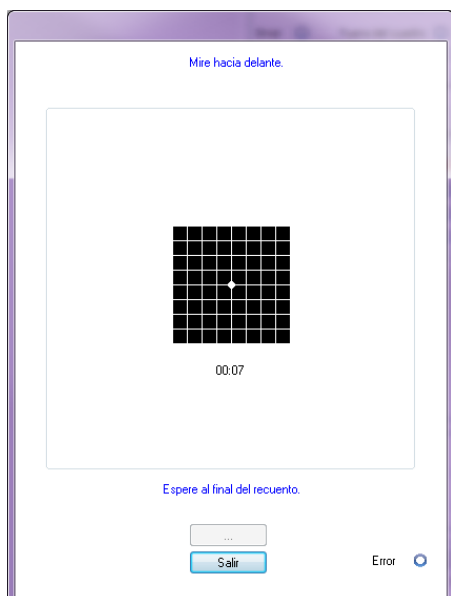 Mire hacia delante.
00:07
Espere al final del recuento.
...
Salir
Error